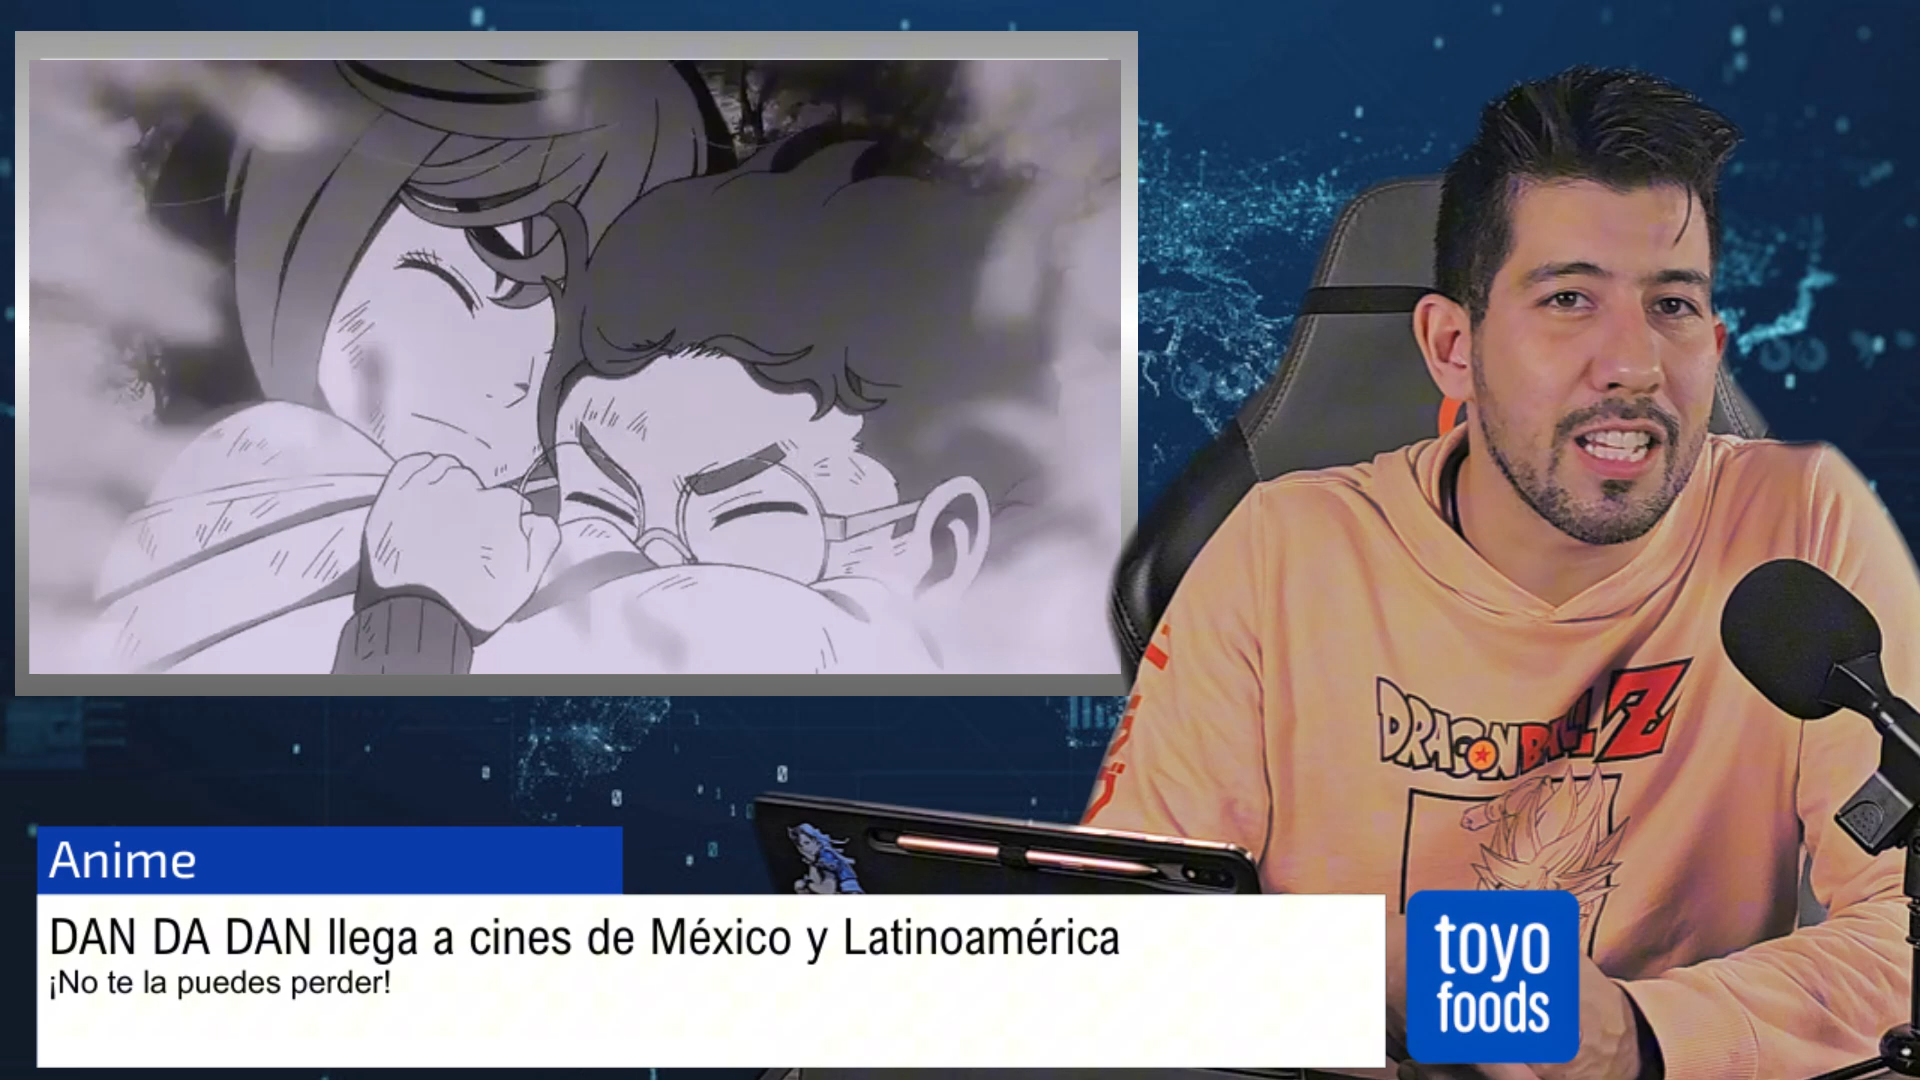 Anime
DAN DA DAN llega a cines de México y Latinoamérica
¡No te la puedes perder!
DRAGON BALL Z
toyo
foods